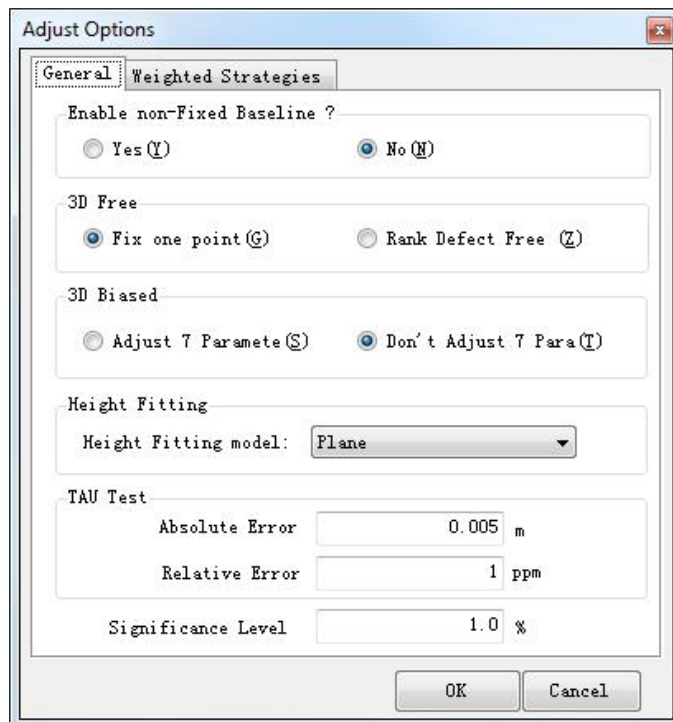 Adjust Options
General Weighted Strategies
Enable non-Fixed Baseline ?
Yes(Y) No(N)
3D Free
Fix one point(G) Rank Defect Free (Z)
3D Biased
Adjust 7 Paramete(S) Don't Adjust 7 Para(T)
Height Fitting
Height Fitting model: Plane
TAU Test
Absolute Error 0.005 m
Relative Error 1 ppm
Significance Level 1.0 %
OK Cancel